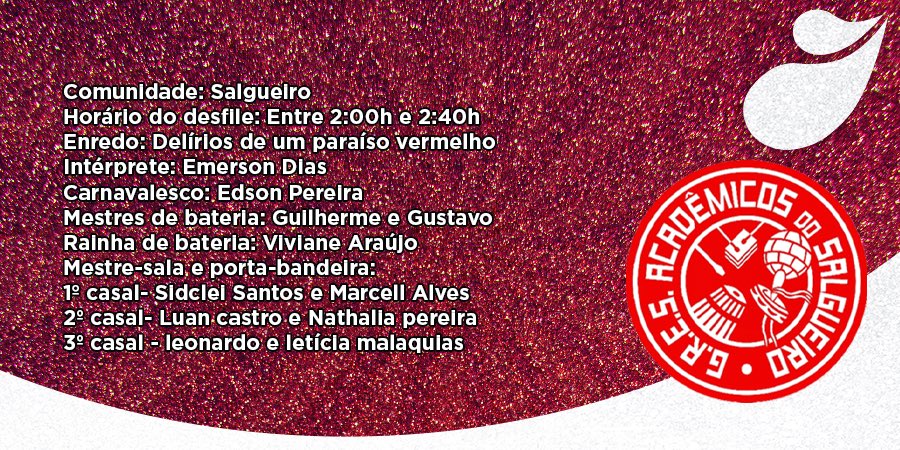 Comunidade: Salgueiro
Horário do desfile: Entre 2:00h e 2:40h
Enredo: Delírios de um paraíso vermelho
Intérprete: Emerson Dias
Carnavalesco: Edson Pereira
Mestres de bateria: Guilherme e Gustavo
Rainha de bateria: Viviane Araújo
Mestre-sala e porta-bandeira:
1º casal- Sidclei Santos e Marcell Alves
2º casal- Luan castro e Nathalia pereira
3º casal - leonardo e letícia malaquias
G.R.E.S. ACADÊMICOS DO SALGUEIRO